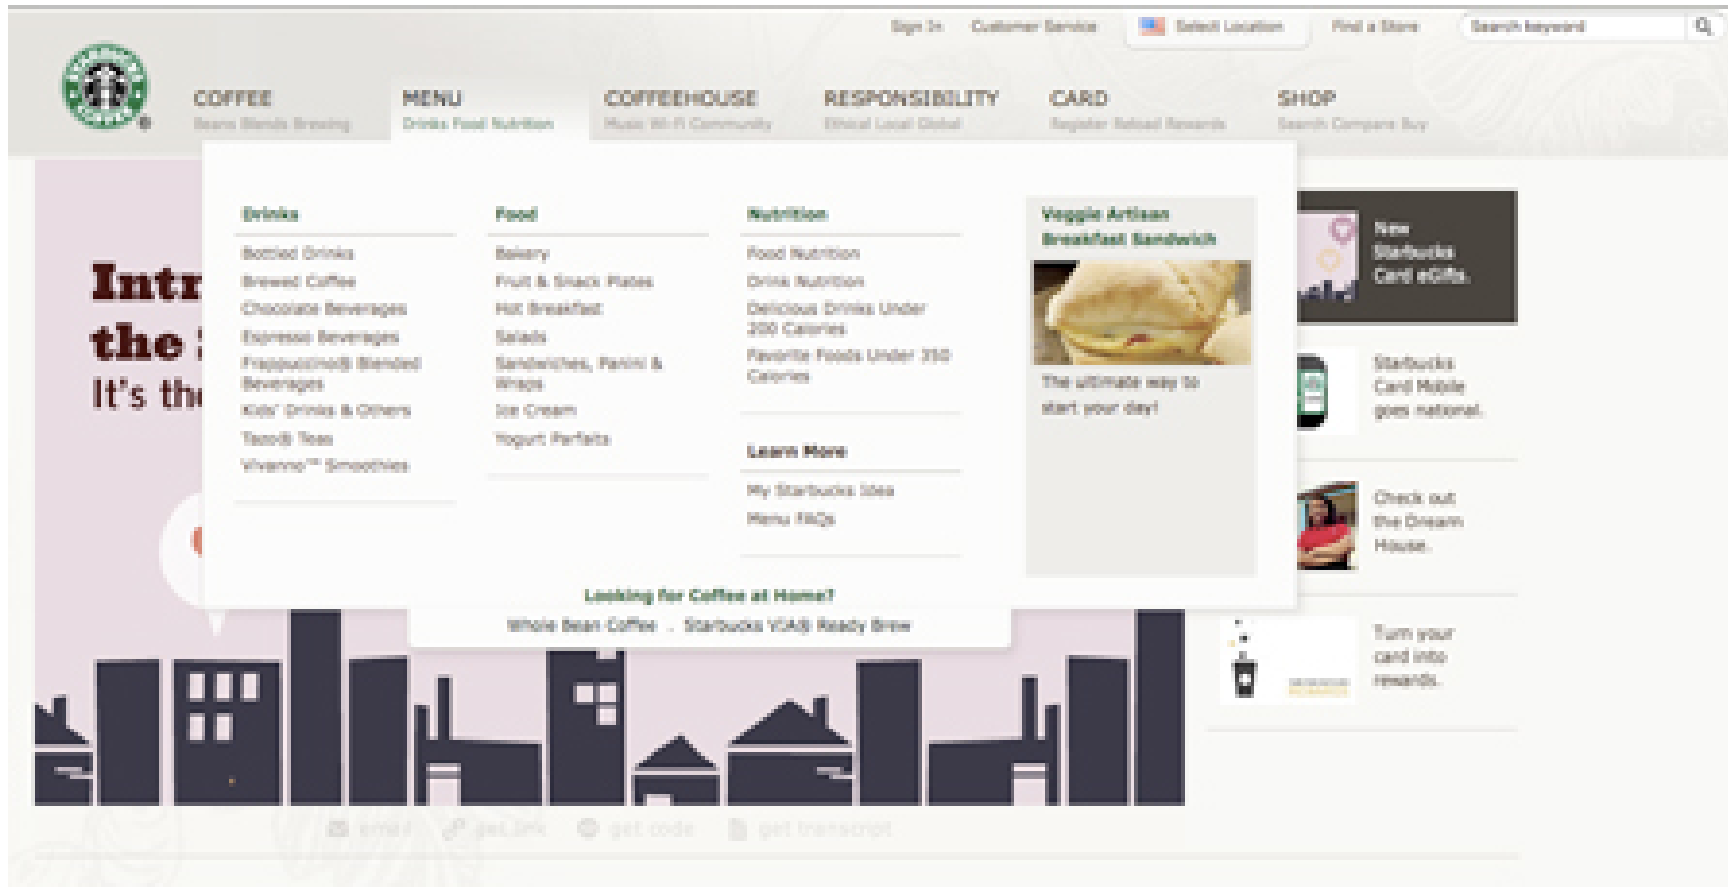 Sign In Customer Service Select Location Find a Store Search keyword
COFFEE MENU COFFEEHOUSE RESPONSIBILITY CARD SHOP
Beans Blends Brewing Drinks Food Nutrition Music Wi-Fi Community Ethical Local Global Register Reload Rewards Search Compare Buy
Drinks
Bottled Drinks
Brewed Coffee
Chocolate Beverages
Espresso Beverages
Frappuccino® Blended
Beverages
Kids' Drinks & Others
Tazo® Teas
Vivanno™ Smoothies
Food
Bakery
Fruit & Snack Plates
Hot Breakfast
Salads
Sandwiches, Panini &
Wraps
Ice Cream
Yogurt Parfaits
Nutrition
Food Nutrition
Drink Nutrition
Delicious Drinks Under
200 Calories
Favorite Foods Under 350
Calories
Learn More
My Starbucks Idea
Menu FAQs
Veggie Artisan
Breakfast Sandwich
The ultimate way to
start your day!
Looking for Coffee at Home?
Whole Bean Coffee . Starbucks VIA® Ready Brew
Intr
the
It's the
New
Starbucks
Card eGifts.
Starbucks
Card Mobile
goes national.
Check out
the Dream
House.
Turn your
card into
rewards.
email get link get code get transcript